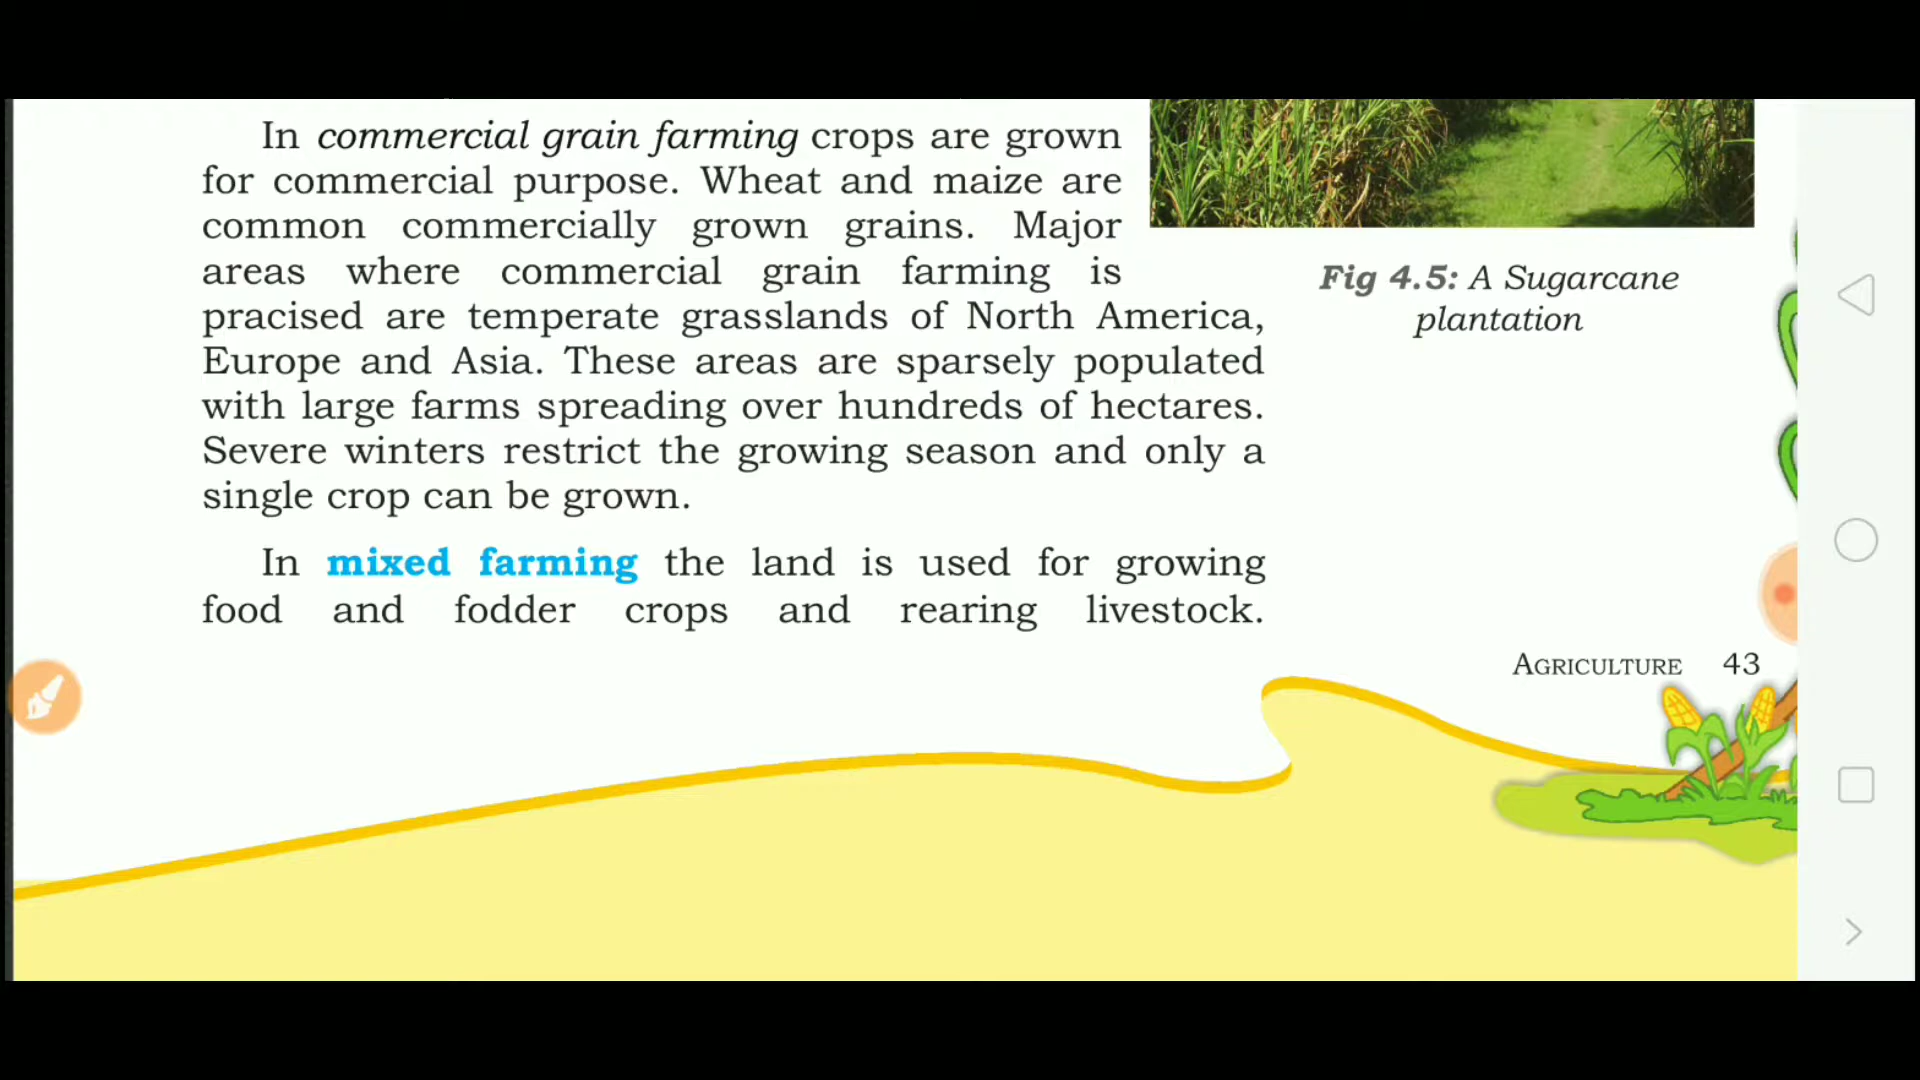 In commercial grain farming crops are grown
for commercial purpose. Wheat and maize are
common commercially grown grains. Major
areas where commercial grain farming is
pracised are temperate grasslands of North America,
Europe and Asia. These areas are sparsely populated
with large farms spreading over hundreds of hectares.
Severe winters restrict the growing season and only a
single crop can be grown.
In mixed farming the land is used for growing
food and fodder crops and rearing livestock.
Fig 4.5: A Sugarcane
plantation
AGRICULTURE 43